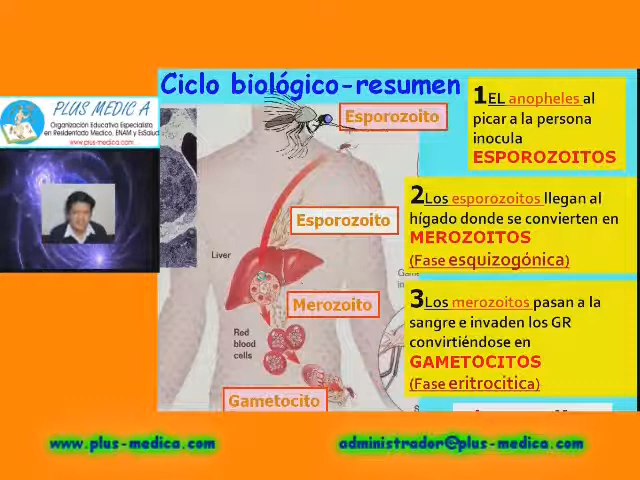 Ciclo biológico-resumen
PLUS MEDIC A
Organización Educativa Especialista
en Residentado Medico, ENAM y EsSalud
www.plus-medica.com
Esporozoito
1EL anopheles al
picar a la persona
inocula
ESPOROZOITOS
2Los esporozoitos llegan al
hígado donde se convierten en
MEROZOITOS
(Fase esquizogónica)
Esporozoito
Liver
Merozoito
Red
blood
cells
3Los merozoitos pasan a la
sangre e invaden los GR
convirtiéndose en
GAMETOCITOS
(Fase eritrocitica)
Gametocito
www.plus-medica.com
administrador@plus-medica.com